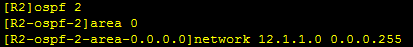 [R2]ospf 2
[R2-ospf-2]area 0
[R2-ospf-2-area-0.0.0.0]network 12.1.1.0 0.0.0.255